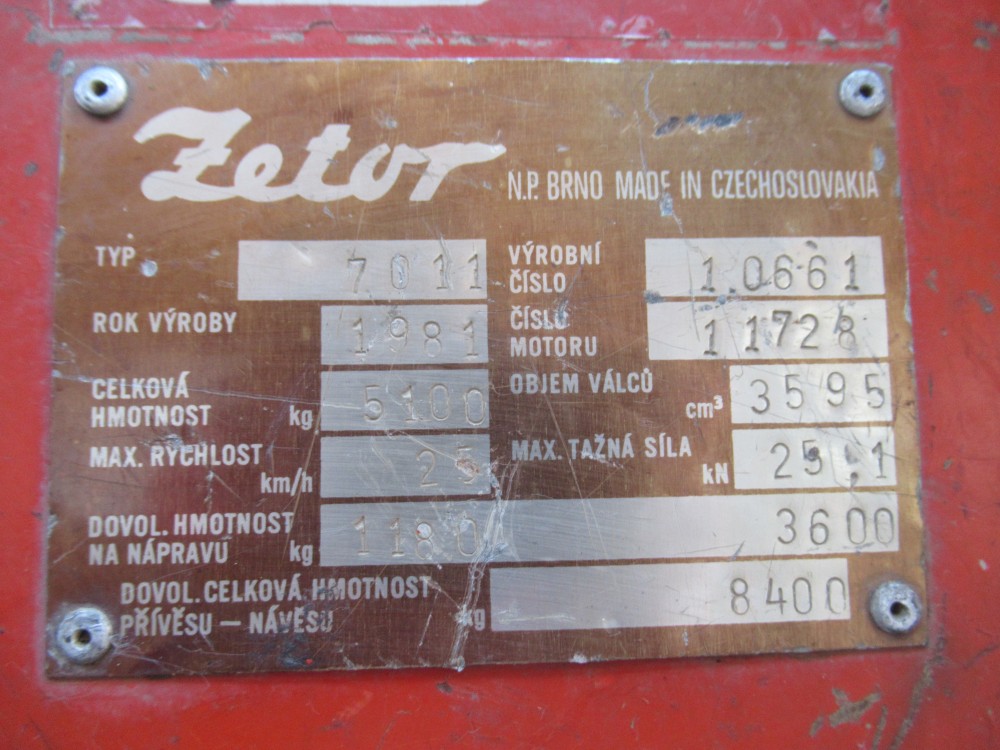 Zetor N.P. BRNO MADE IN CZECHOSLOVAKIA
TYP 7011
VÝROBNÍ
ČÍSLO 10661
ROK VÝROBY 1981
ČÍSLO
MOTORU 11728
CELKOVÁ
HMOTNOST kg 5100
OBJEM VÁLCŮ
cm³ 3595
MAX. RYCHLOST
km/h 25
MAX. TAŽNÁ SÍLA
kN 25.1
DOVOL. HMOTNOST
NA NÁPRAVU kg 1180 3600
DOVOL. CELKOVÁ HMOTNOST
PŘÍVĚSU — NÁVĚSU kg 8400